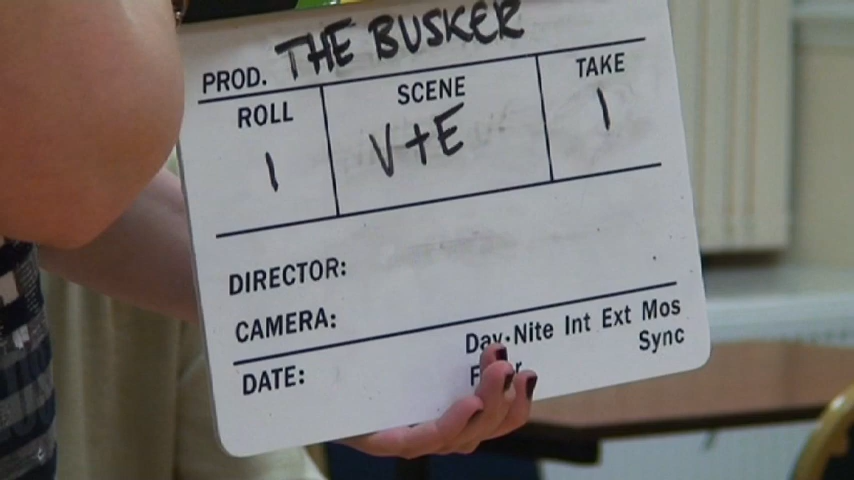 PROD. THE BUSKER
ROLL SCENE TAKE
1 V+E 1
DIRECTOR:
CAMERA:
DATE: Day·Nite Int Ext Mos
Sync